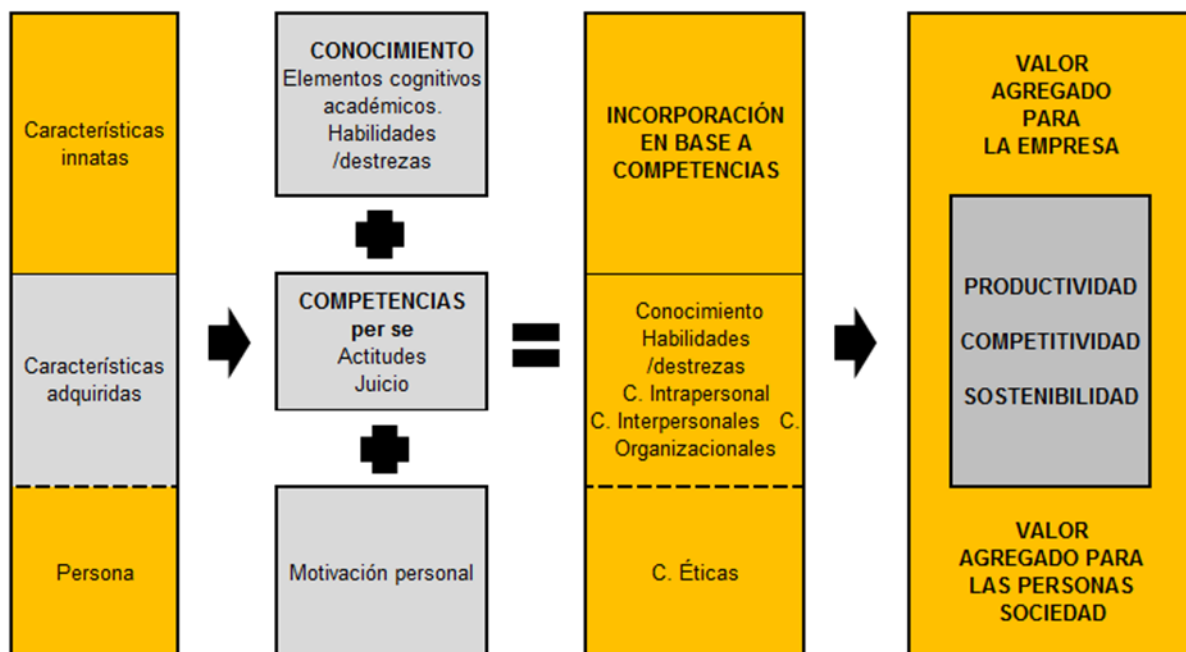 Características
innatas
Características
adquiridas
Persona
CONOCIMIENTO
Elementos cognitivos
académicos.
Habilidades
/destrezas
COMPETENCIAS
per se
Actitudes
Juicio
Motivación personal
INCORPORACIÓN
EN BASE A
COMPETENCIAS
Conocimiento
Habilidades
/destrezas
C. Intrapersonal
C. Interpersonales C.
Organizacionales
C. Éticas
VALOR
AGREGADO
PARA
LA EMPRESA
PRODUCTIVIDAD
COMPETITIVIDAD
SOSTENIBILIDAD
VALOR
AGREGADO PARA
LAS PERSONAS
SOCIEDAD